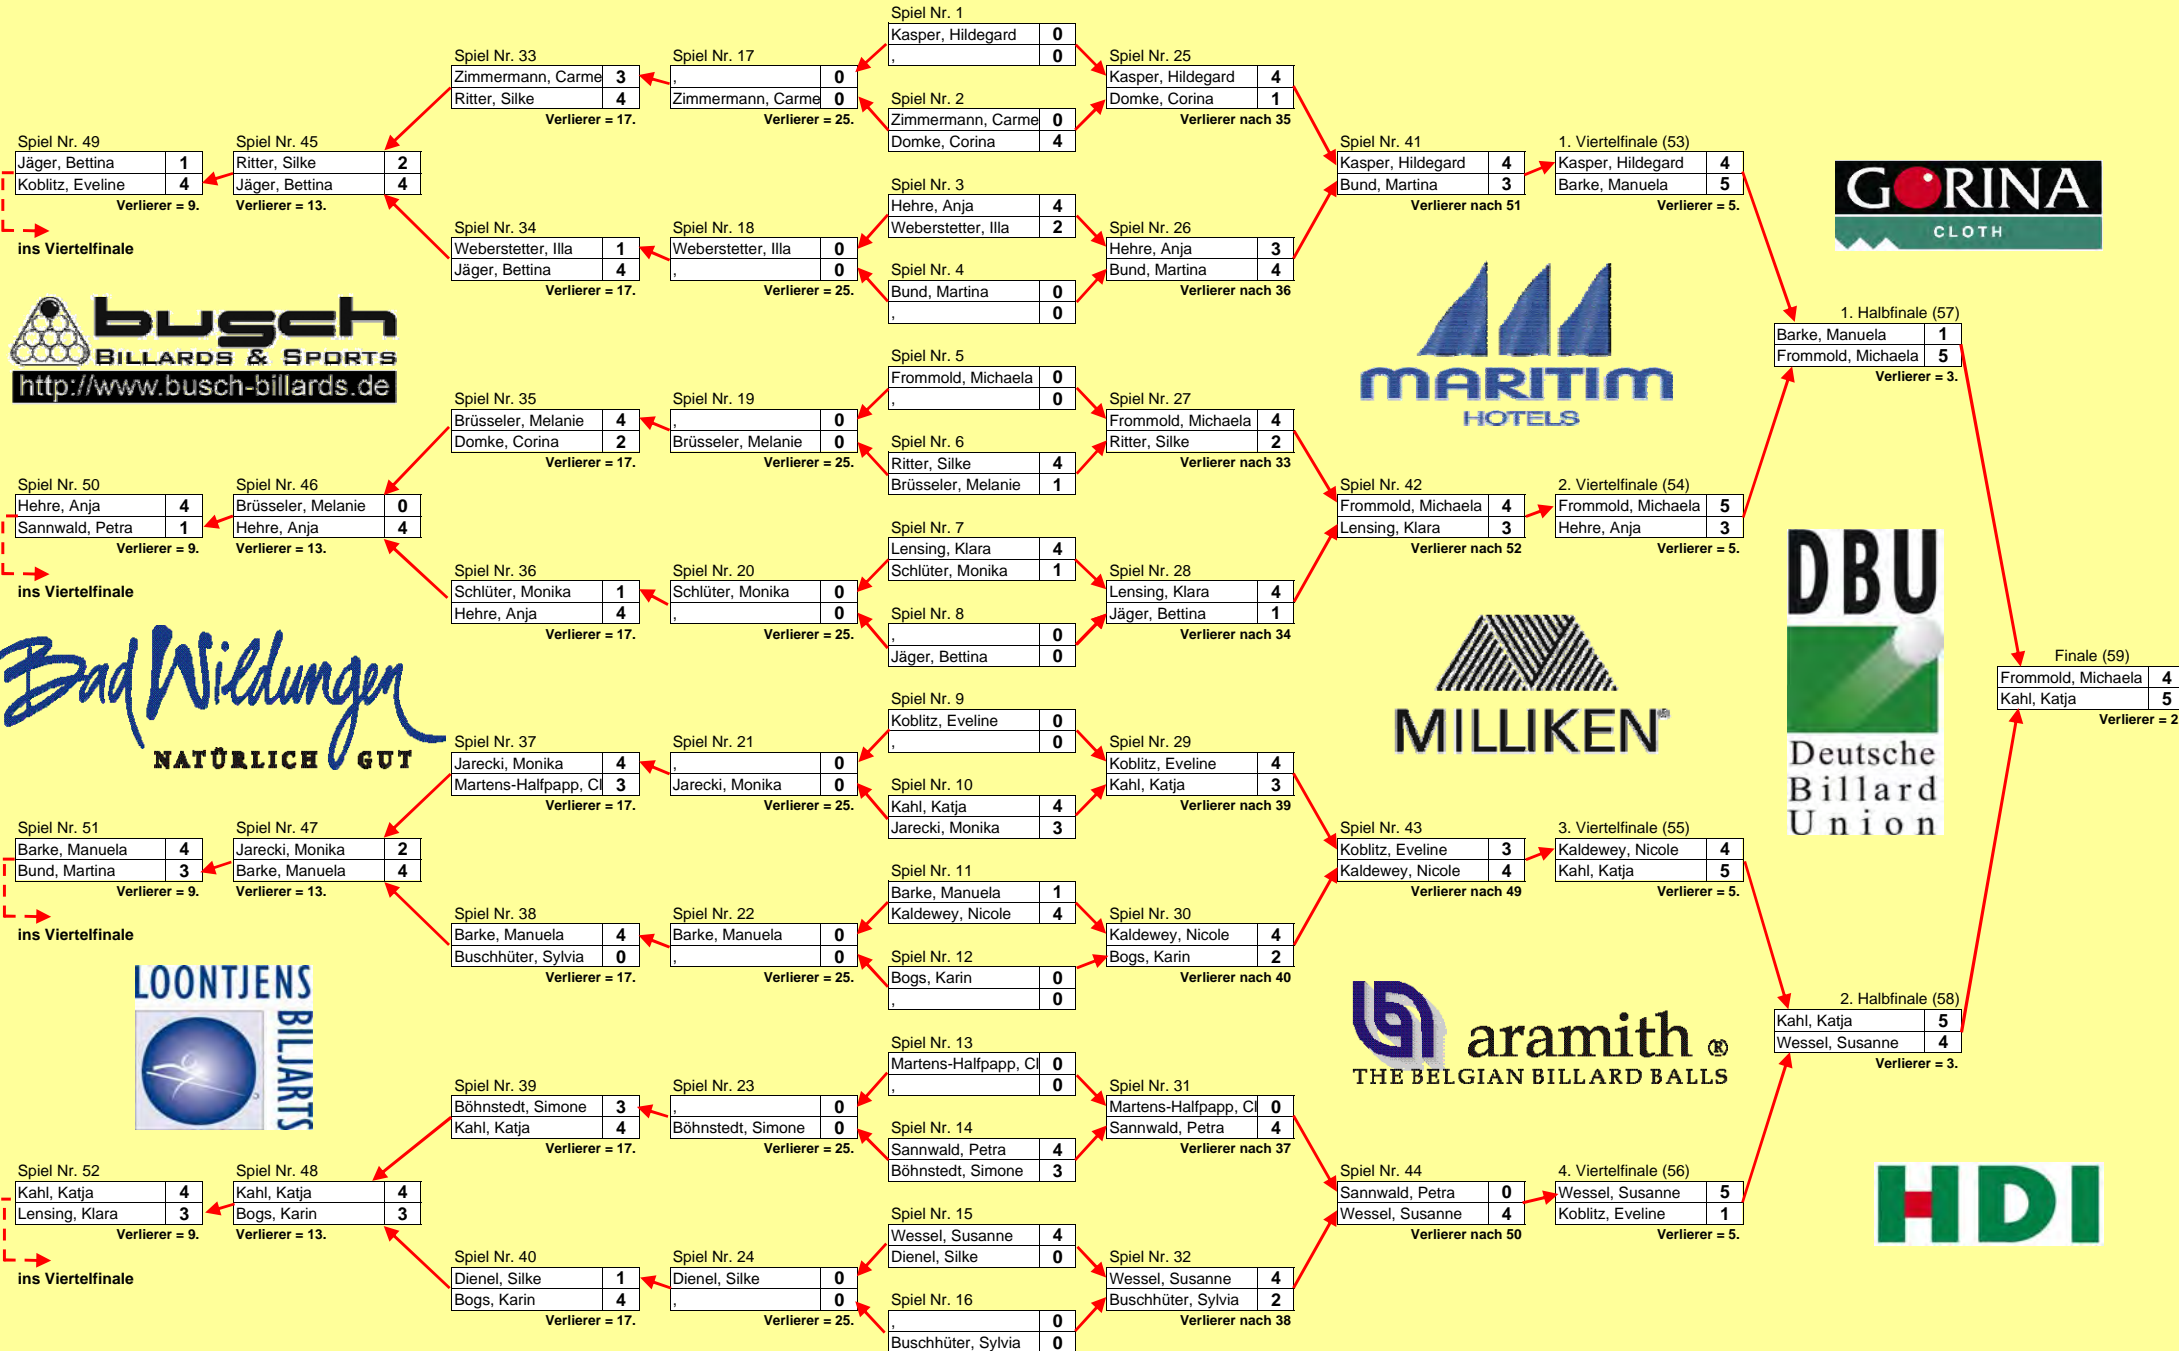 Spiel Nr. 49
Jäger, Bettina 1
Koblitz, Eveline 4
Verlierer = 9.
ins Viertelfinale
busch
BILLARDS & SPORTS
http://www.busch-billards.de
Spiel Nr. 50
Hehre, Anja 4
Sannwald, Petra 1
Verlierer = 9.
ins Viertelfinale
Bad Wildungen
NATÜRLICH GUT
Spiel Nr. 51
Barke, Manuela 4
Bund, Martina 3
Verlierer = 9.
ins Viertelfinale
LOONTJENS
BILJARTS
Spiel Nr. 52
Kahl, Katja 4
Lensing, Klara 3
Verlierer = 9.
ins Viertelfinale
Spiel Nr. 45
Ritter, Silke 2
Jäger, Bettina 4
Verlierer = 13.
Spiel Nr. 46
Brüsseler, Melanie 0
Hehre, Anja 4
Verlierer = 13.
Spiel Nr. 47
Jarecki, Monika 2
Barke, Manuela 4
Verlierer = 13.
Spiel Nr. 48
Kahl, Katja 4
Bogs, Karin 3
Verlierer = 13.
Spiel Nr. 33
Zimmermann, Carme 3
Ritter, Silke 4
Verlierer = 17.
Spiel Nr. 34
Weberstetter, Illa 1
Jäger, Bettina 4
Verlierer = 17.
Spiel Nr. 35
Brüsseler, Melanie 4
Domke, Corina 2
Verlierer = 17.
Spiel Nr. 36
Schlüter, Monika 1
Hehre, Anja 4
Verlierer = 17.
Spiel Nr. 37
Jarecki, Monika 4
Martens-Halfpapp, Cl 3
Verlierer = 17.
Spiel Nr. 38
Barke, Manuela 4
Buschhüter, Sylvia 0
Verlierer = 17.
Spiel Nr. 39
Böhnstedt, Simone 3
Kahl, Katja 4
Verlierer = 17.
Spiel Nr. 40
Dienel, Silke 1
Bogs, Karin 4
Verlierer = 17.
Spiel Nr. 17
, 0
Zimmermann, Carme 0
Verlierer = 25.
Spiel Nr. 18
Weberstetter, Illa 0
, 0
Verlierer = 25.
Spiel Nr. 19
, 0
Brüsseler, Melanie 0
Verlierer = 25.
Spiel Nr. 20
Schlüter, Monika 0
, 0
Verlierer = 25.
Spiel Nr. 21
, 0
Jarecki, Monika 0
Verlierer = 25.
Spiel Nr. 22
Barke, Manuela 0
, 0
Verlierer = 25.
Spiel Nr. 23
, 0
Böhnstedt, Simone 0
Verlierer = 25.
Spiel Nr. 24
Dienel, Silke 0
, 0
Verlierer = 25.
Spiel Nr. 1
Kasper, Hildegard 0
, 0
Spiel Nr. 2
Zimmermann, Carme 0
Domke, Corina 4
Spiel Nr. 3
Hehre, Anja 4
Weberstetter, Illa 2
Spiel Nr. 4
Bund, Martina 0
, 0
Spiel Nr. 5
Frommold, Michaela 0
, 0
Spiel Nr. 6
Ritter, Silke 4
Brüsseler, Melanie 1
Spiel Nr. 7
Lensing, Klara 4
Schlüter, Monika 1
Spiel Nr. 8
, 0
Jäger, Bettina 0
Spiel Nr. 9
Koblitz, Eveline 0
, 0
Spiel Nr. 10
Kahl, Katja 4
Jarecki, Monika 3
Spiel Nr. 11
Barke, Manuela 1
Kaldewey, Nicole 4
Spiel Nr. 12
Bogs, Karin 0
, 0
Spiel Nr. 13
Martens-Halfpapp, Cl 0
, 0
Spiel Nr. 14
Sannwald, Petra 4
Böhnstedt, Simone 3
Spiel Nr. 15
Wessel, Susanne 4
Dienel, Silke 0
Spiel Nr. 16
, 0
Buschhüter, Sylvia 0
Spiel Nr. 25
Kasper, Hildegard 4
Domke, Corina 1
Verlierer nach 35
Spiel Nr. 26
Hehre, Anja 3
Bund, Martina 4
Verlierer nach 36
Spiel Nr. 27
Frommold, Michaela 4
Ritter, Silke 2
Verlierer nach 33
Spiel Nr. 28
Lensing, Klara 4
Jäger, Bettina 1
Verlierer nach 34
Spiel Nr. 29
Koblitz, Eveline 4
Kahl, Katja 3
Verlierer nach 39
Spiel Nr. 30
Kaldewey, Nicole 4
Bogs, Karin 2
Verlierer nach 40
Spiel Nr. 31
Martens-Halfpapp, Cl 0
Sannwald, Petra 4
Verlierer nach 37
Spiel Nr. 32
Wessel, Susanne 4
Buschhüter, Sylvia 2
Verlierer nach 38
Spiel Nr. 41
Kasper, Hildegard 4
Bund, Martina 3
Verlierer nach 51
MARITIM
HOTELS
Spiel Nr. 42
Frommold, Michaela 4
Lensing, Klara 3
Verlierer nach 52
MILLIKEN
Spiel Nr. 43
Koblitz, Eveline 3
Kaldewey, Nicole 4
Verlierer nach 49
aramith ®
THE BELGIAN BILLARD BALLS
Spiel Nr. 44
Sannwald, Petra 0
Wessel, Susanne 4
Verlierer nach 50
1. Viertelfinale (53)
Kasper, Hildegard 4
Barke, Manuela 5
Verlierer = 5.
2. Viertelfinale (54)
Frommold, Michaela 5
Hehre, Anja 3
Verlierer = 5.
3. Viertelfinale (55)
Kaldewey, Nicole 4
Kahl, Katja 5
Verlierer = 5.
4. Viertelfinale (56)
Wessel, Susanne 5
Koblitz, Eveline 1
Verlierer = 5.
GORINA
CLOTH
1. Halbfinale (57)
Barke, Manuela 1
Frommold, Michaela 5
Verlierer = 3.
DBU
Deutsche
Billard
Union
2. Halbfinale (58)
Kahl, Katja 5
Wessel, Susanne 4
Verlierer = 3.
HDI
Finale (59)
Frommold, Michaela 4
Kahl, Katja 5
Verlierer = 2